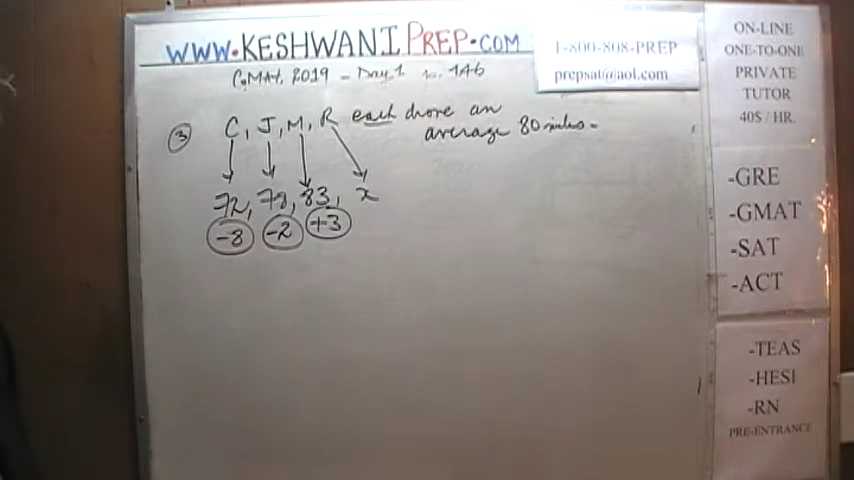 WWW.KESHWANIPREP.COM
1-800-808-PREP
prepsat@aol.com
GMAT, 2019 - Day 1 146
③ C, J, M, R each drove an
average 80 miles.
72, 78, 83, x
-8 -2 +3
ON-LINE
ONE-TO-ONE
PRIVATE
TUTOR
40$ / HR.
-GRE
-GMAT
-SAT
-ACT
-TEAS
-HESI
-RN
PRE-ENTRANCE